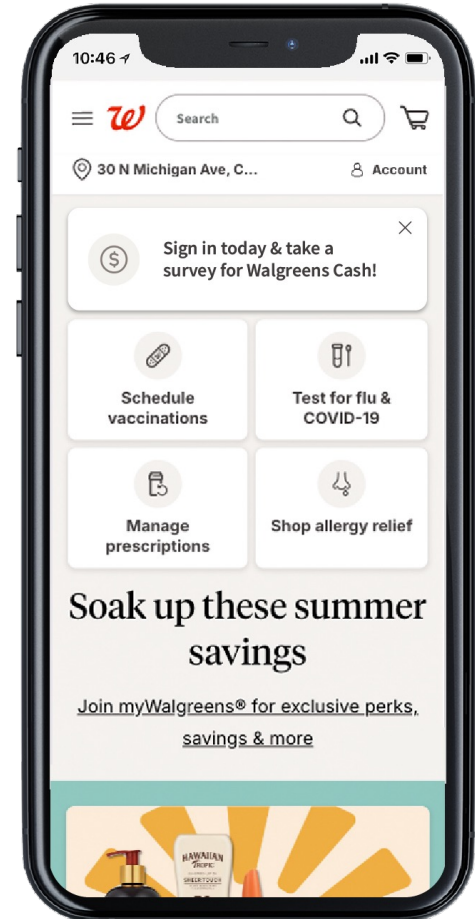 10:46
W
Search
30 N Michigan Ave, C...
Account
Sign in today & take a
survey for Walgreens Cash!
Schedule
vaccinations
Test for flu &
COVID-19
Manage
prescriptions
Shop allergy relief
Soak up these summer
savings
Join myWalgreens® for exclusive perks,
savings & more
HAWAIIAN
TROPIC
SHEER TOUCH